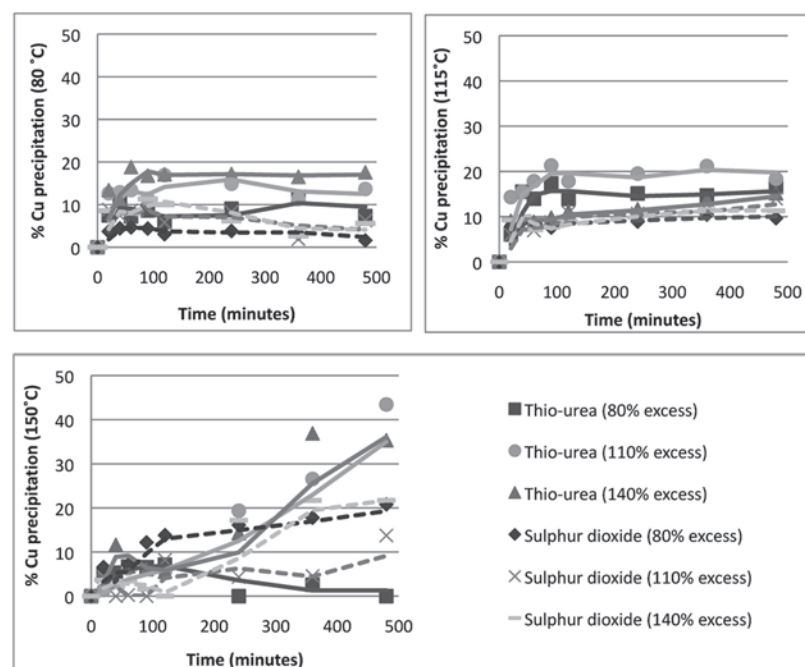 50
40
30
20
10
0
% Cu precipitation (80 °C)
0 100 200 300 400 500
Time (minutes)
50
40
30
20
10
0
% Cu precipitation (115°C)
0 100 200 300 400 500
Time (minutes)
50
40
30
20
10
0
% Cu precipitation (150°C)
0 100 200 300 400 500
Time (minutes)
Thio-urea (80% excess)
Thio-urea (110% excess)
Thio-urea (140% excess)
Sulphur dioxide (80% excess)
Sulphur dioxide (110% excess)
Sulphur dioxide (140% excess)